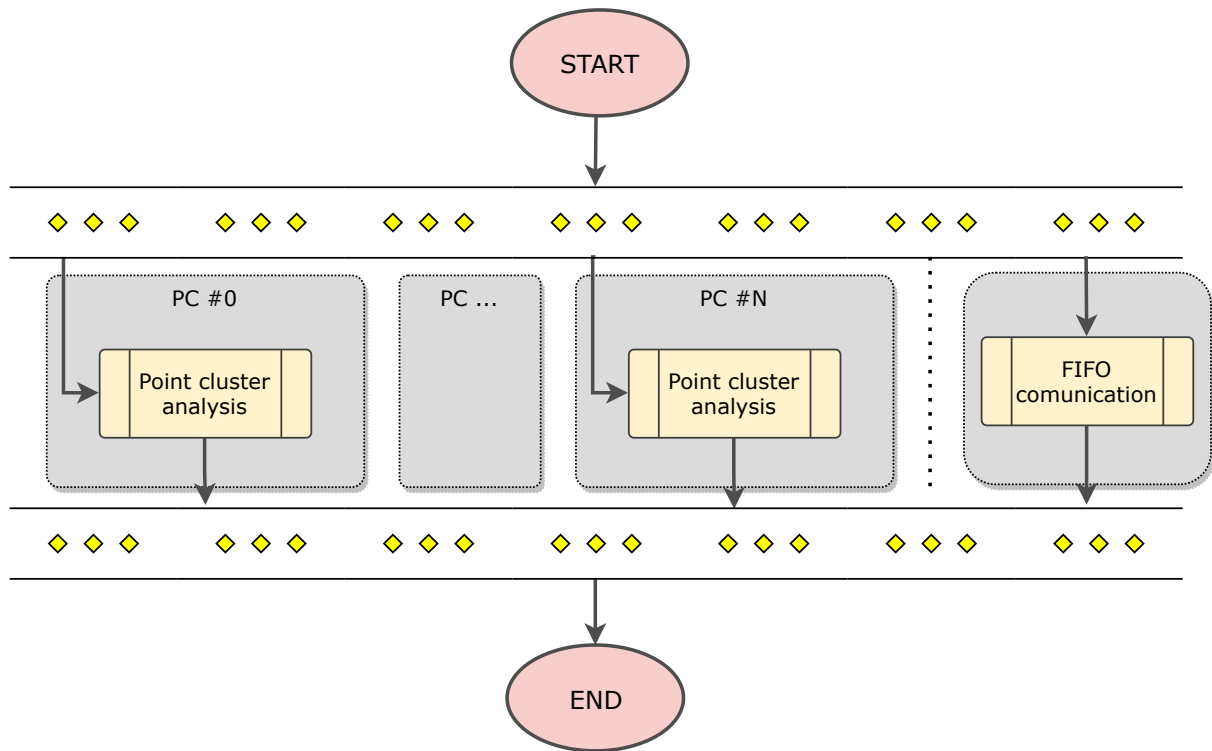 START
PC #0
PC ...
PC #N
Point cluster
analysis
Point cluster
analysis
FIFO
comunication
END